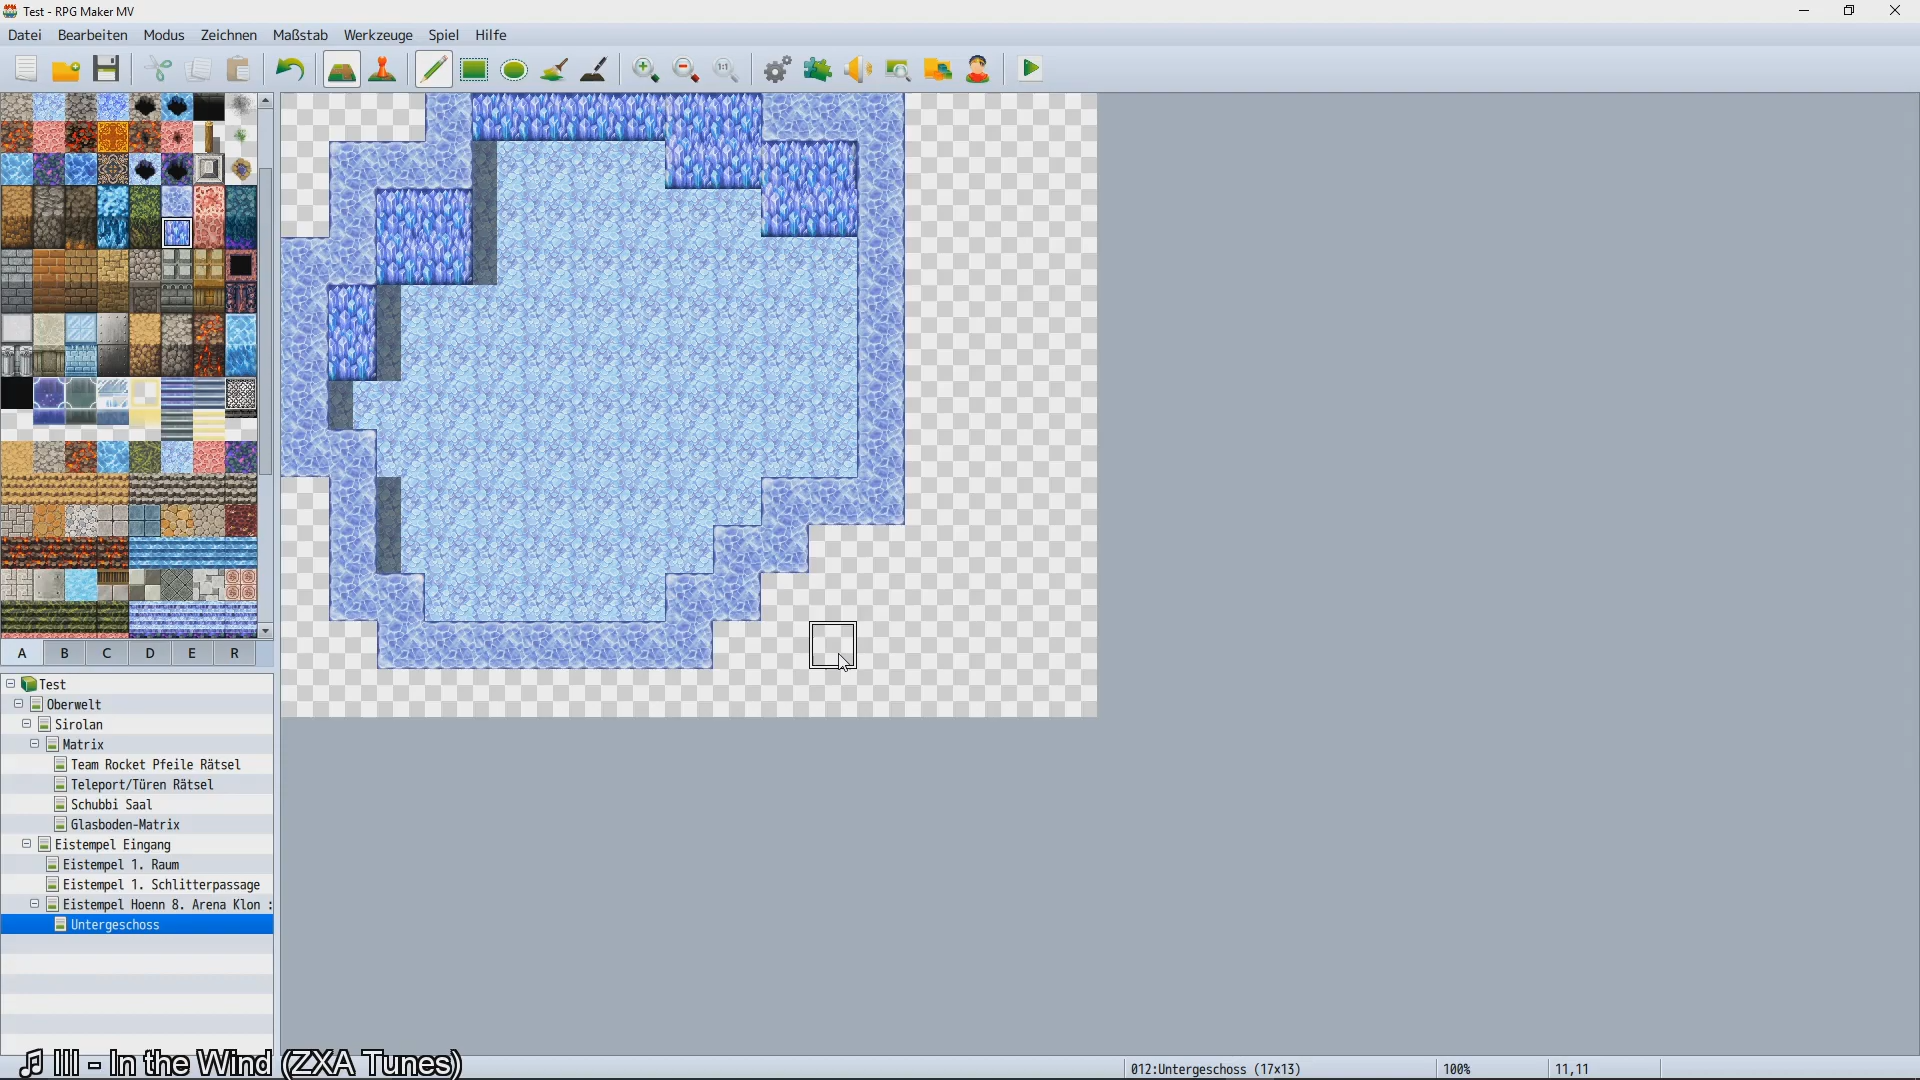 Test - RPG Maker MV
Datei Bearbeiten Modus Zeichnen Maßstab Werkzeuge Spiel Hilfe
1:1
A B C D E R
Test
Oberwelt
Sirolan
Matrix
Team Rocket Pfeile Rätsel
Teleport/Türen Rätsel
Schubbi Saal
Glasboden-Matrix
Eistempel Eingang
Eistempel 1. Raum
Eistempel 1. Schlitterpassage
Eistempel Hoenn 8. Arena Klon :
Untergeschoss
III - In the Wind (ZXA Tunes)
012:Untergeschoss (17x13) 100% 11,11